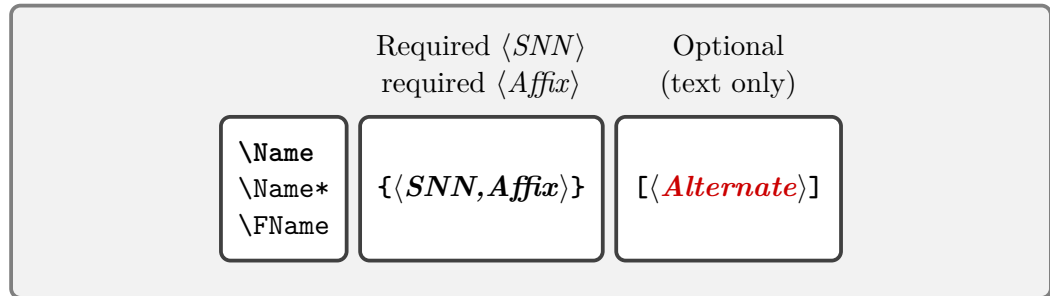 Required ⟨SNN⟩
required ⟨Affix⟩
Optional
(text only)
\Name
\Name*
\FName
{⟨SNN,Affix⟩}
[⟨Alternate⟩]